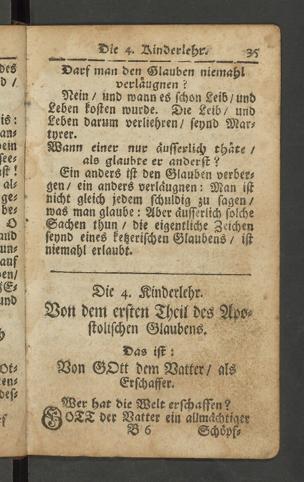 Die 4. Kinderlehr. 35
Darf man den Glauben niemahl
verläugnen?
Nein / und wann es schon Leib / und
Leben kosten wurde. Die Leib / und
Leben darum verliehren / seynd Mar-
tyrer.
Wann einer nur äusserlich thäte /
als glaubte er anderst?
Ein anders ist den Glauben verber-
gen / ein anders verläugnen: Man ist
nicht gleich jedem schuldig zu sagen /
was man glaube: Aber äusserlich solche
Sachen thun / die eigentliche Zeichen
seynd eines ketzerischen Glaubens / ist
niemahl erlaubt.
Die 4. Kinderlehr.
Von dem ersten Theil des Apo-
stolischen Glaubens.
Das ist:
Von GOtt dem Vatter / als
Erschaffer.
Wer hat die Welt erschaffen?
GOTT der Vatter ein allmächtiger
B 6 Schöpf-